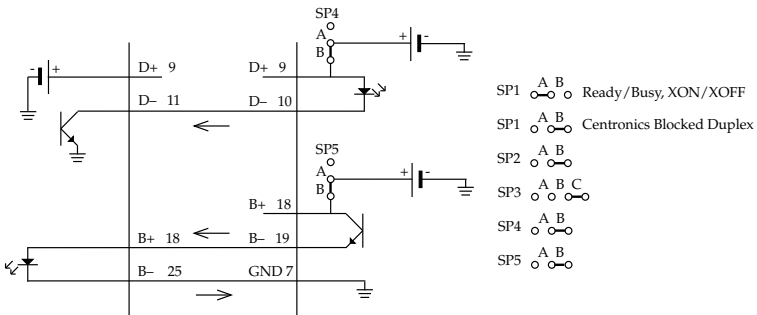 SP4
A
B
+ -
- +
D+ 9 D+ 9
D– 11 D– 10
SP5
A
B
+ -
B+ 18
B+ 18 B– 19
B– 25 GND 7
A B
SP1 Ready/Busy, XON/XOFF
A B
SP1 Centronics Blocked Duplex
A B
SP2
A B C
SP3
A B
SP4
A B
SP5